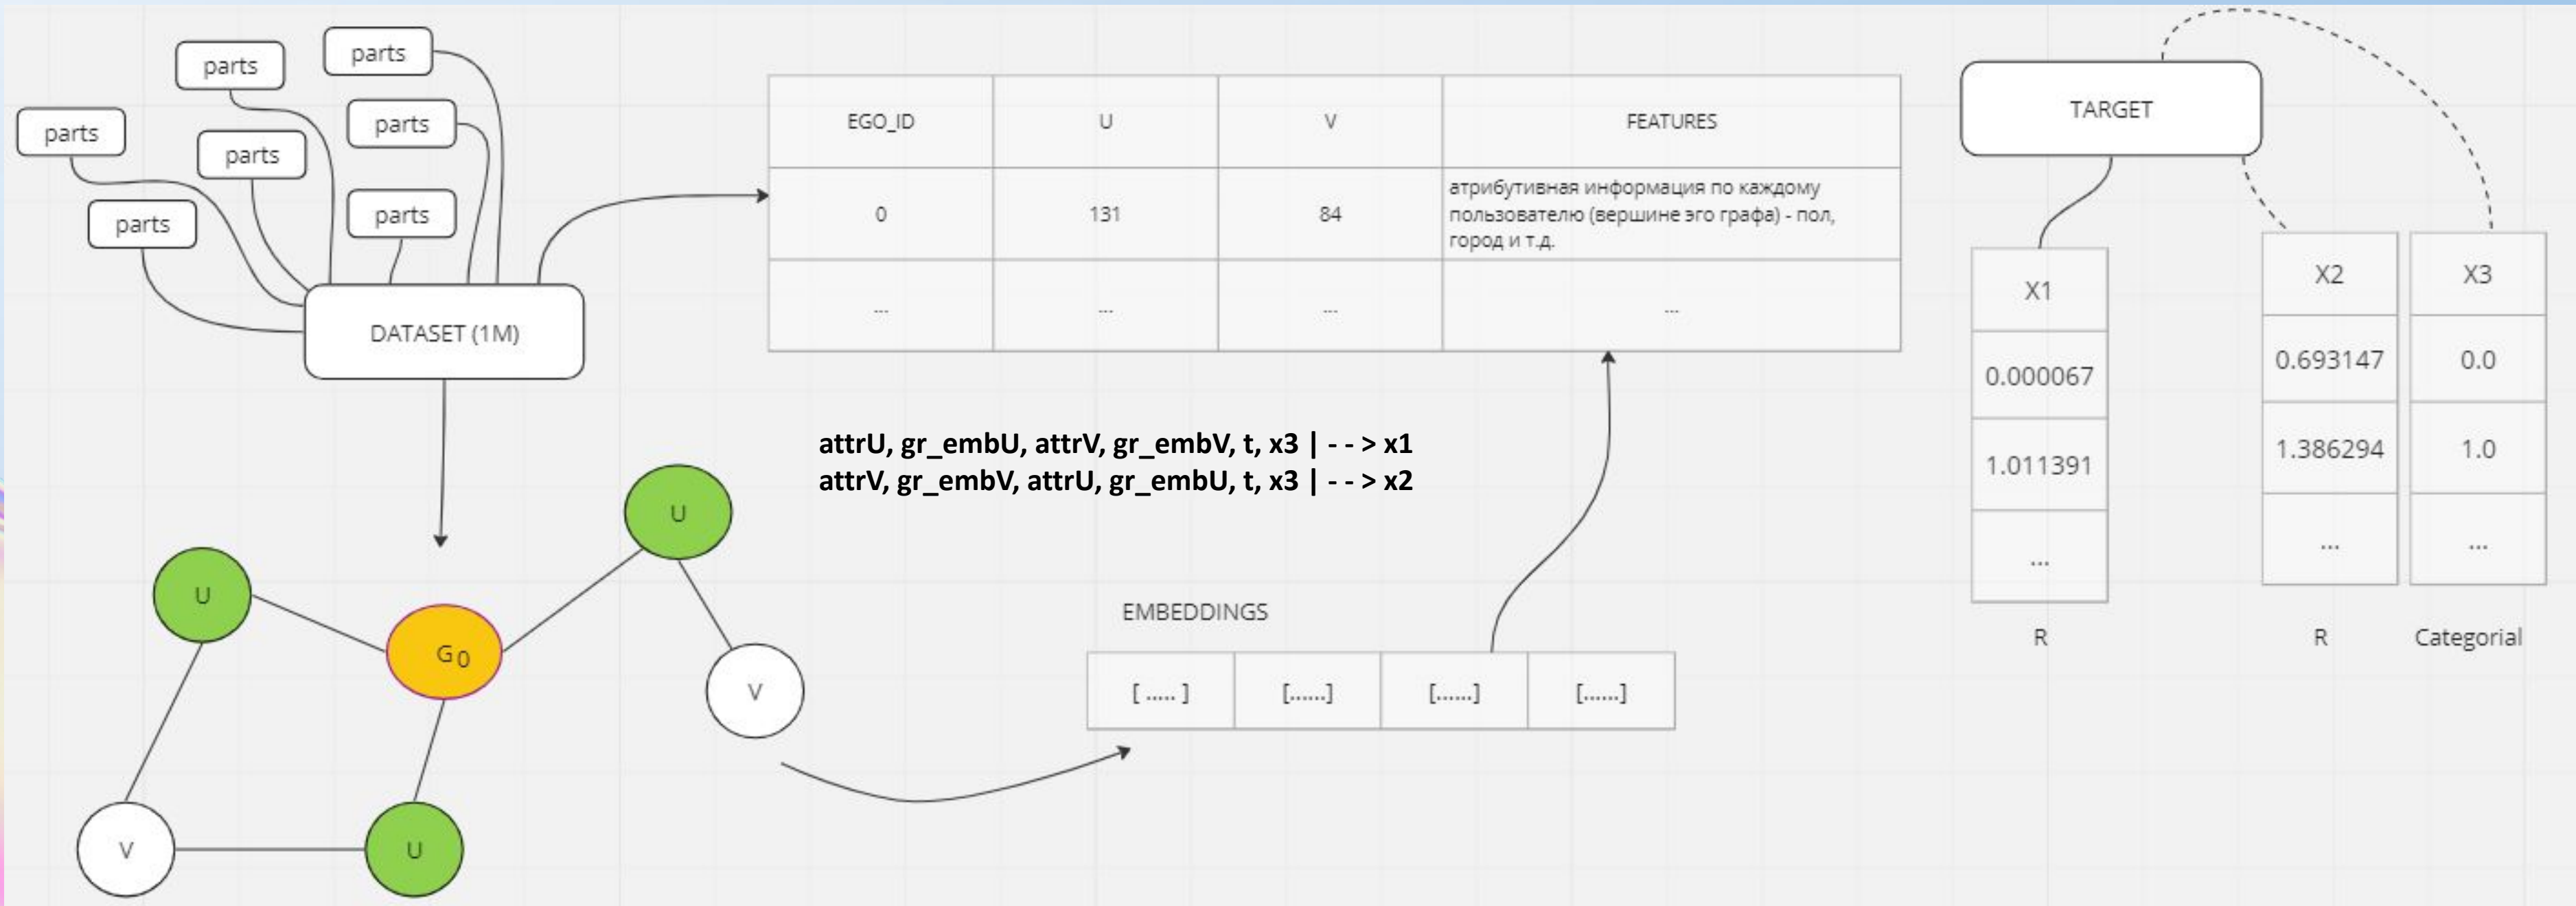 parts
parts
parts
parts
parts
parts
parts
DATASET (1M)
EGO_ID U V FEATURES
0 131 84 атрибутивная информация по каждому
пользователю (вершине эго графа) - пол,
город и т.д.
... ... ... ...
attrU, gr_embU, attrV, gr_embV, t, x3 | - - > x1
attrV, gr_embV, attrU, gr_embU, t, x3 | - - > x2
TARGET
X1
0.000067
1.011391
...
R
X2
0.693147
1.386294
...
R
X3
0.0
1.0
...
Categorial
U
U
G0
V
V
U
EMBEDDINGS
[ ..... ] [......] [......] [......]